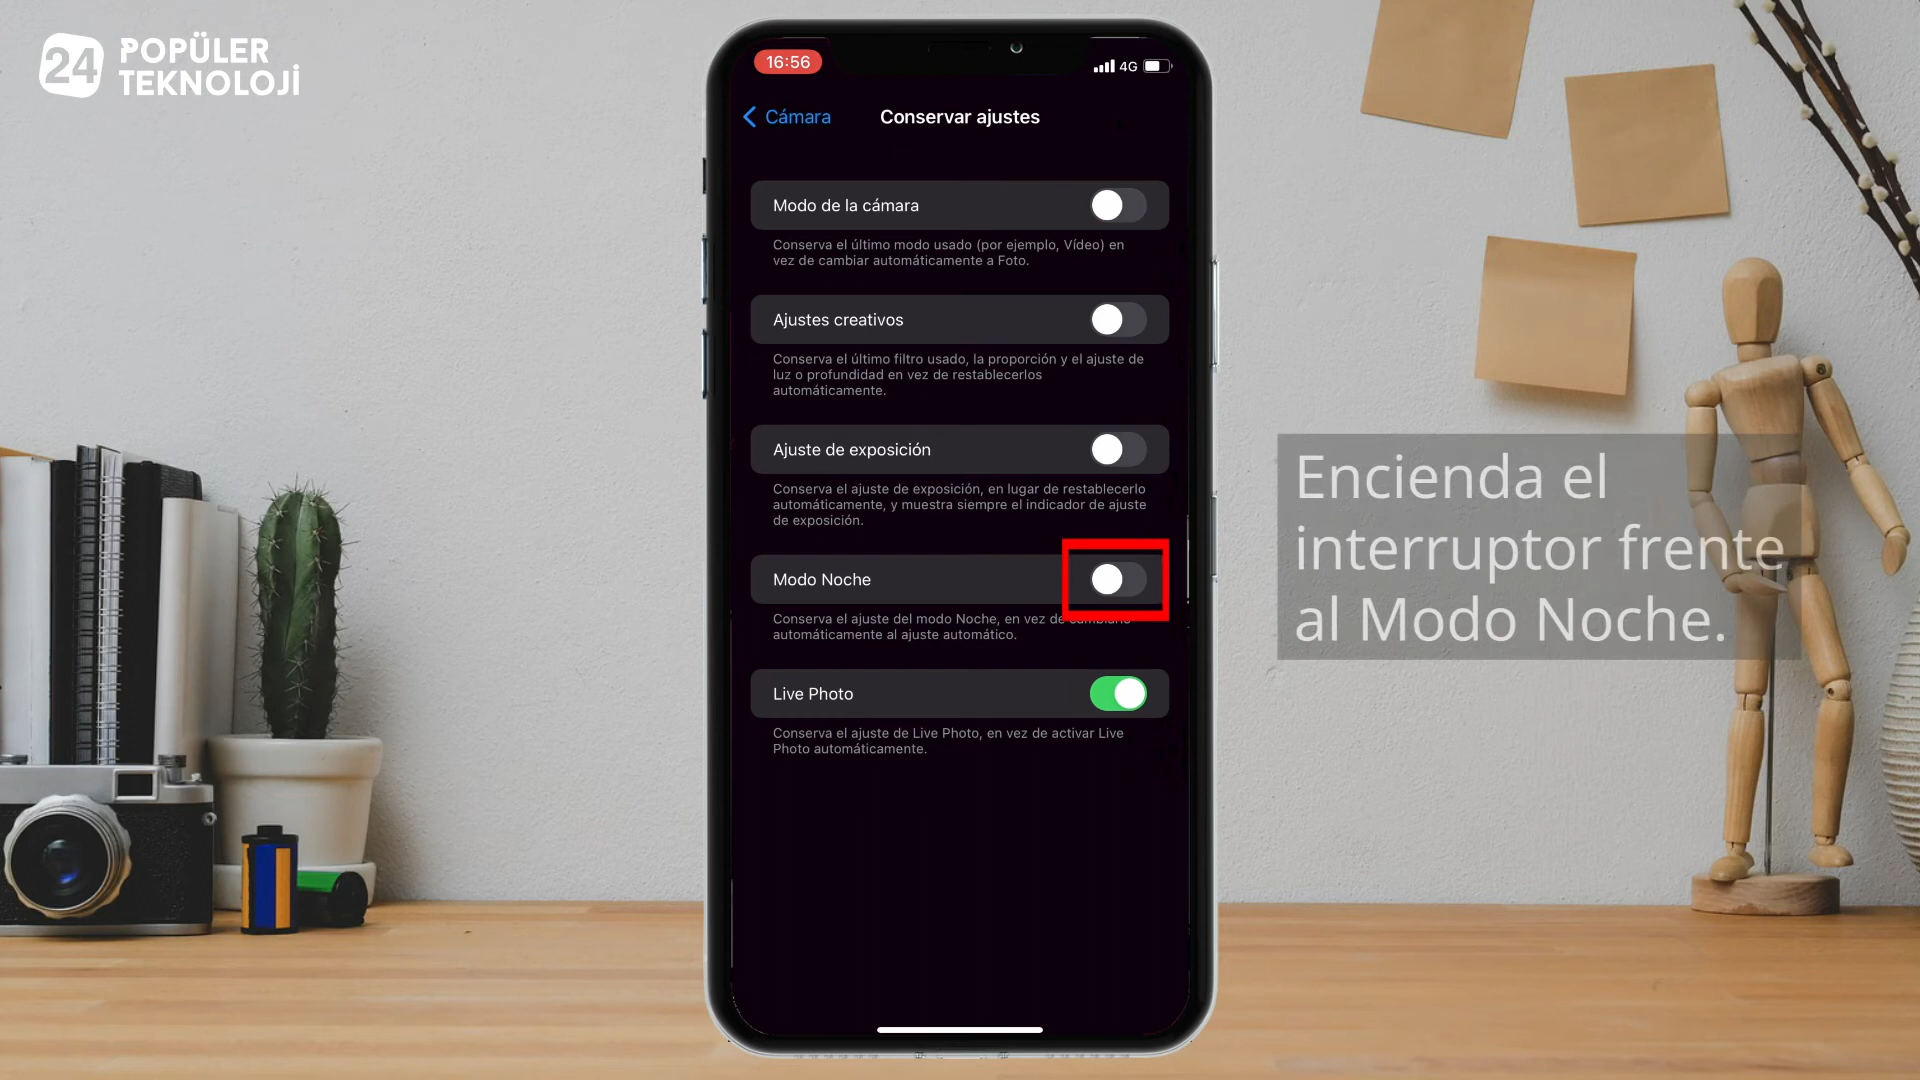 24 POPÜLER
TEKNOLOJİ
16:56
4G
Cámara
Conservar ajustes
Modo de la cámara
Conserva el último modo usado (por ejemplo, Vídeo) en
vez de cambiar automáticamente a Foto.
Ajustes creativos
Conserva el último filtro usado, la proporción y el ajuste de
luz o profundidad en vez de restablecerlos
automáticamente.
Ajuste de exposición
Conserva el ajuste de exposición, en lugar de restablecerlo
automáticamente, y muestra siempre el indicador de ajuste
de exposición.
Modo Noche
Conserva el ajuste del modo Noche, en vez de cambiarlo
automáticamente al ajuste automático.
Live Photo
Conserva el ajuste de Live Photo, en vez de activar Live
Photo automáticamente.
Encienda el
interruptor frente
al Modo Noche.